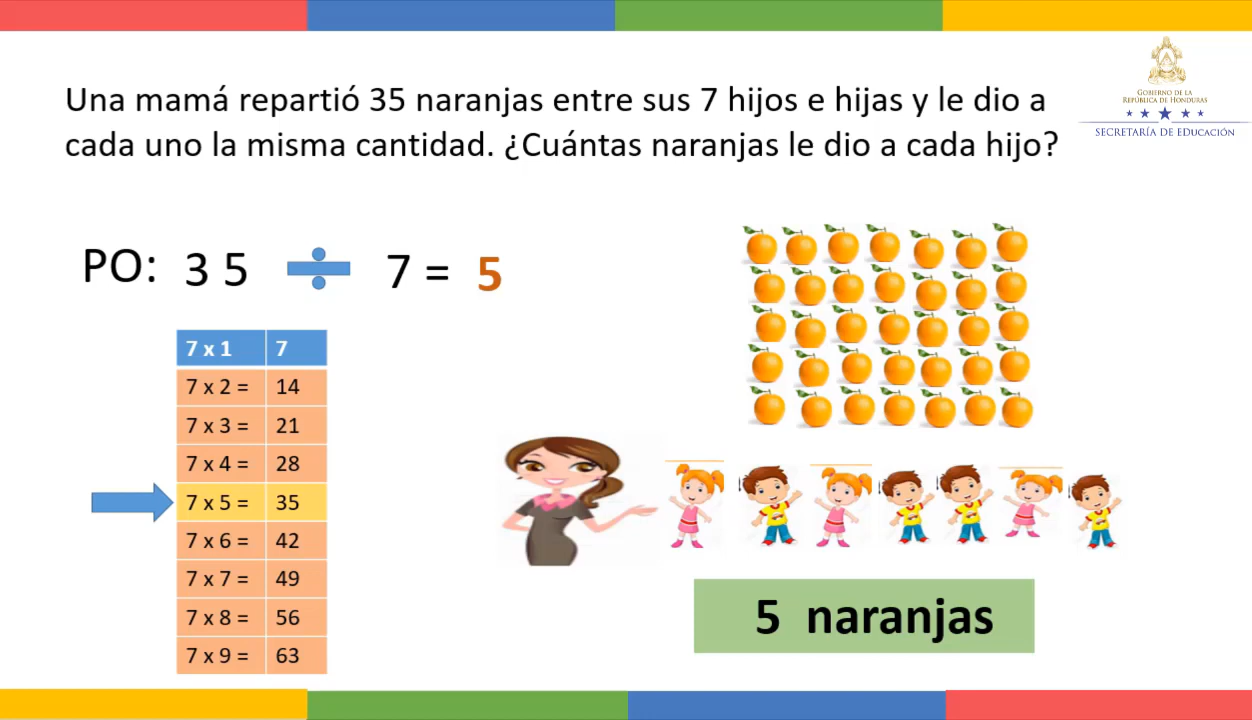 Una mamá repartió 35 naranjas entre sus 7 hijos e hijas y le dio a
cada uno la misma cantidad. ¿Cuántas naranjas le dio a cada hijo?
GOBIERNO DE LA
REPÚBLICA DE HONDURAS
SECRETARÍA DE EDUCACIÓN
PO: 3 5 ÷ 7 = 5
7 x 1 7
7 x 2 = 14
7 x 3 = 21
7 x 4 = 28
7 x 5 = 35
7 x 6 = 42
7 x 7 = 49
7 x 8 = 56
7 x 9 = 63
5 naranjas